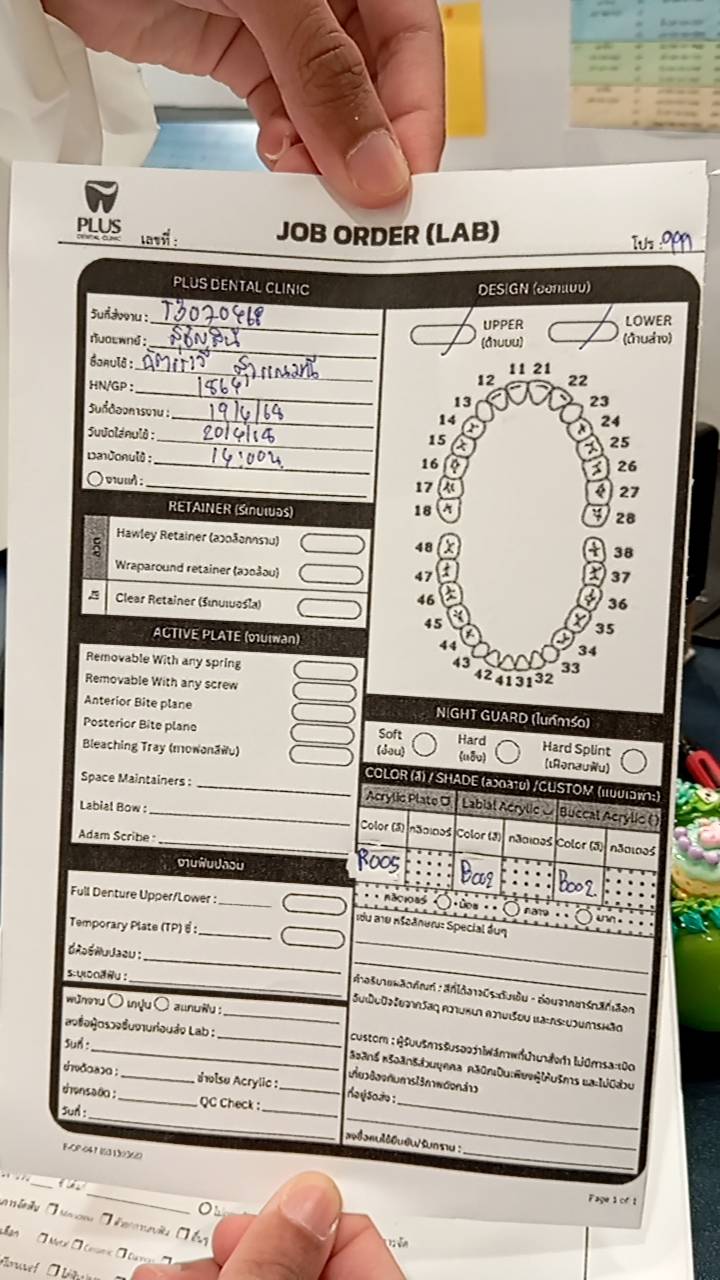 PLUS
DENTAL CLINIC
เลขที่ :
JOB ORDER (LAB)
โปร : 999
PLUS DENTAL CLINIC
วันที่ส่งงาน :
ทันตแพทย์ :
ชื่อคนไข้ :
HN/GP :
วันที่ต้องการงาน : 19/4/68
วันนัดใส่คนไข้ : 20/4/68
เวลานัดคนไข้ : 14:00น.
งานแก้ :
DESIGN (ออกแบบ)
UPPER
(ด้านบน)
LOWER
(ด้านล่าง)
11 21
12 22
13 23
14 24
15 25
16 26
17 27
18 28
48 38
47 37
46 36
45 35
44 34
43 33
42 41 31 32
RETAINER (รีเทนเนอร์)
ลวด
Hawley Retainer (ลวดล็อกกราม)
Wraparound retainer (ลวดอ้อม)
ใส
Clear Retainer (รีเทนเนอร์ใส)
ACTIVE PLATE (งานเพลท)
Removable With any spring
Removable With any screw
Anterior Bite plane
Posterior Bite plane
Bleaching Tray (ถาดฟอกสีฟัน)
Space Maintainers :
Labial Bow :
Adam Scribe :
NIGHT GUARD (ไนท์การ์ด)
Soft
(นิ่ม)
Hard
(แข็ง)
Hard Splint
(เฝือกสบฟัน)
COLOR (สี) / SHADE (ลวดลาย) /CUSTOM (แบบเฉพาะ)
Acrylic Plate
Labial Acrylic
Buccal Acrylic
Color (สี) กลิตเตอร์ Color (สี) กลิตเตอร์ Color (สี) กลิตเตอร์
R005 B002 B002
กลิตเตอร์ น้อย กลาง มาก
เช่น ลาย หรือลักษณะ Special อื่นๆ
งานฟันปลอม
Full Denture Upper/Lower :
Temporary Plate (TP) ซี่ :
ยี่ห้อซี่ฟันปลอม :
ระบุเฉดสีฟัน :
พิมพ์งาน ปูน สแกนฟัน :
ลงชื่อผู้ตรวจชิ้นงานก่อนส่ง Lab :
วันที่ :
ช่างดัดลวด :
ช่างโรย Acrylic :
ช่างกรอขัด :
QC Check :
วันที่ :
คำอธิบายผลิตภัณฑ์ : สีที่ได้อาจมีระดับเข้ม - อ่อนจากชาร์ทสีที่เลือก
อันเป็นปัจจัยจากวัสดุ ความหนา ความเรียบ และกระบวนการผลิต
custom : ผู้รับบริการรับรองว่าไฟล์ภาพที่นำมาสั่งทำ ไม่มีการละเมิด
ลิขสิทธิ์ หรือสิทธิส่วนบุคคล คลินิกเป็นเพียงผู้ให้บริการ และไม่มีส่วน
เกี่ยวข้องกับการใช้ภาพดังกล่าว
ที่อยู่จัดส่ง :
ลงชื่อคนไข้ยืนยัน/รับทราบ :
Page 1 of 1